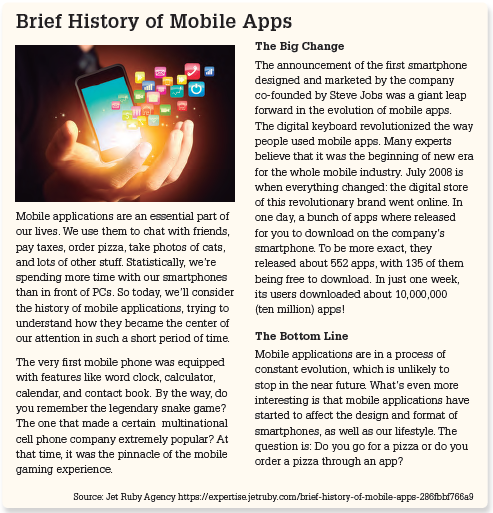 Brief History of Mobile Apps
Mobile applications are an essential part of
our lives. We use them to chat with friends,
pay taxes, order pizza, take photos of cats,
and lots of other stuff. Statistically, we're
spending more time with our smartphones
than in front of PCs. So today, we'll consider
the history of mobile applications, trying to
understand how they became the center of
our attention in such a short period of time.
The very first mobile phone was equipped
with features like word clock, calculator,
calendar, and contact book. By the way, do
you remember the legendary snake game?
The one that made a certain multinational
cell phone company extremely popular? At
that time, it was the pinnacle of the mobile
gaming experience.
The Big Change
The announcement of the first smartphone
designed and marketed by the company
co-founded by Steve Jobs was a giant leap
forward in the evolution of mobile apps.
The digital keyboard revolutionized the way
people used mobile apps. Many experts
believe that it was the beginning of new era
for the whole mobile industry. July 2008 is
when everything changed: the digital store
of this revolutionary brand went online. In
one day, a bunch of apps where released
for you to download on the company's
smartphone. To be more exact, they
released about 552 apps, with 135 of them
being free to download. In just one week,
its users downloaded about 10,000,000
(ten million) apps!
The Bottom Line
Mobile applications are in a process of
constant evolution, which is unlikely to
stop in the near future. What's even more
interesting is that mobile applications have
started to affect the design and format of
smartphones, as well as our lifestyle. The
question is: Do you go for a pizza or do you
order a pizza through an app?
Source: Jet Ruby Agency https://expertise.jetruby.com/brief-history-of-mobile-apps-286fbbf766a9